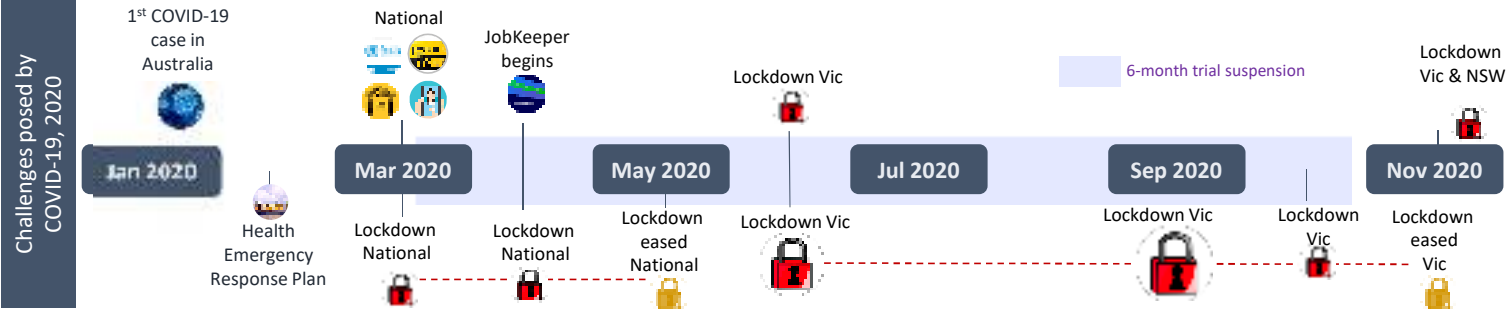 Challenges posed by
COVID-19, 2020
1st COVID-19
case in
Australia
National
JobKeeper
begins
Lockdown Vic
6-month trial suspension
Lockdown
Vic & NSW
Jan 2020
Mar 2020
May 2020
Jul 2020
Sep 2020
Nov 2020
Health
Emergency
Response Plan
Lockdown
National
Lockdown
National
Lockdown
eased
National
Lockdown Vic
Lockdown Vic
Lockdown
Vic
Lockdown
eased
Vic